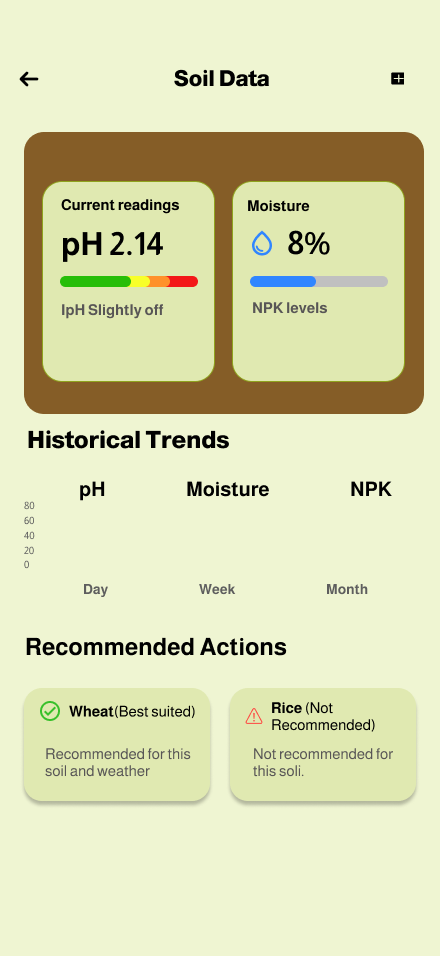 Soil Data
Current readings
pH 2.14
IpH Slightly off
Moisture
8%
NPK levels
Historical Trends
pH Moisture NPK
80
60
40
20
0
Day Week Month
Recommended Actions
Wheat(Best suited)
Recommended for this
soil and weather
Rice (Not
Recommended)
Not recommended for
this soli.